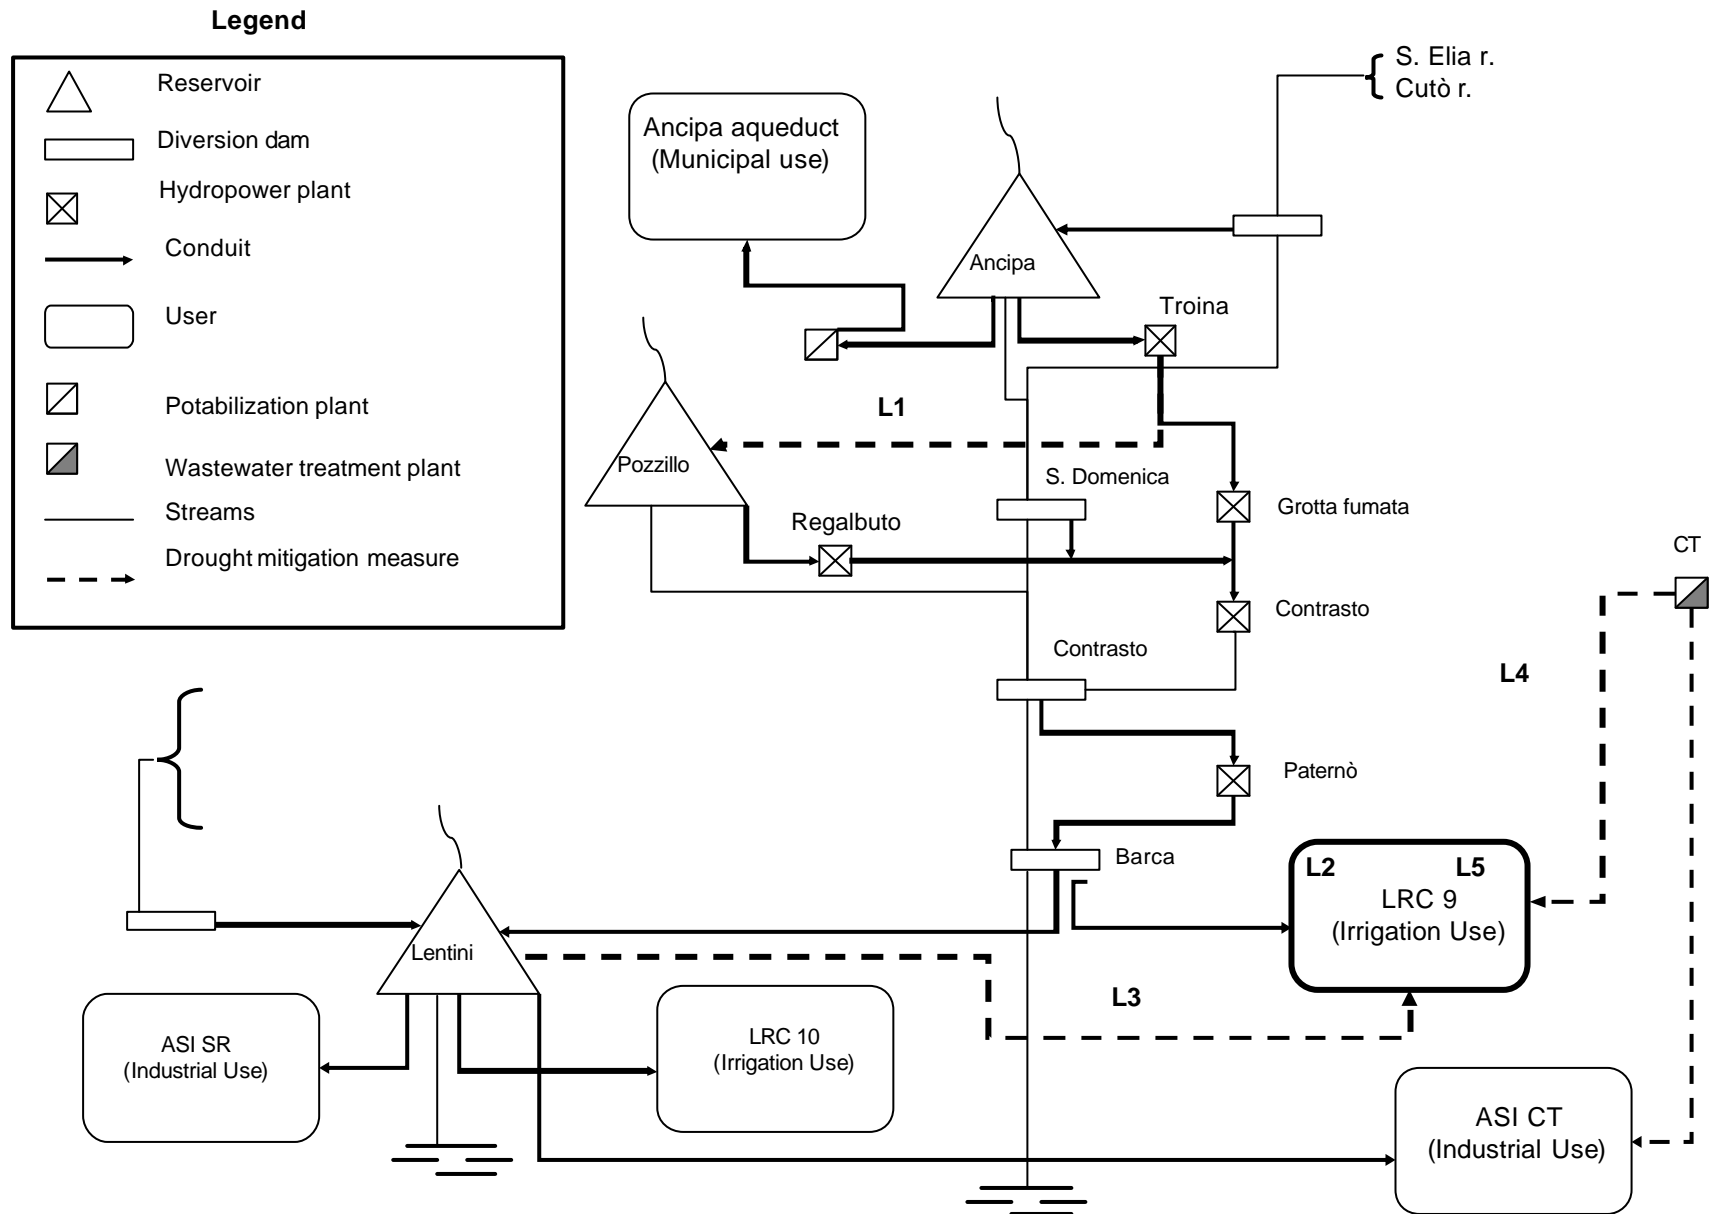 Legend
Reservoir
Diversion dam
Hydropower plant
Conduit
User
Potabilization plant
Wastewater treatment plant
Streams
Drought mitigation measure
S. Elia r.
Cutò r.
Ancipa aqueduct
(Municipal use)
Ancipa
Troina
L1
Pozzillo
S. Domenica
Regalbuto
Grotta fumata
CT
Contrasto
Contrasto
L4
Paternò
Barca
L2
L5
LRC 9
(Irrigation Use)
Lentini
L3
ASI SR
(Industrial Use)
LRC 10
(Irrigation Use)
ASI CT
(Industrial Use)